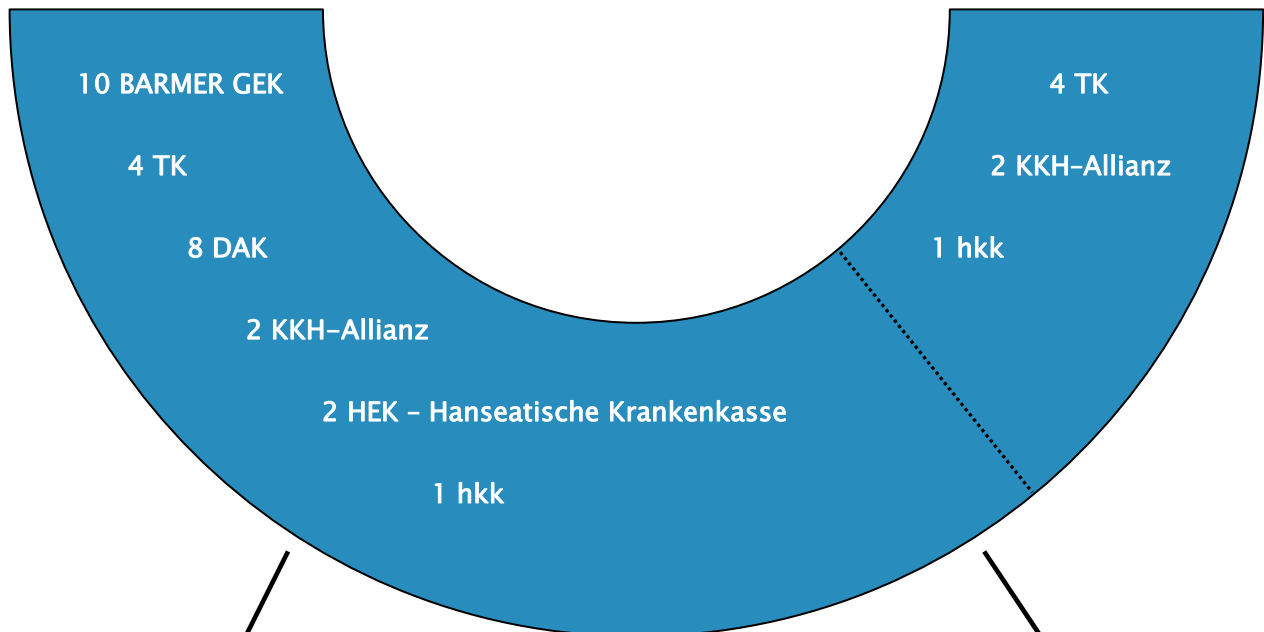 10 BARMER GEK
4 TK
8 DAK
2 KKH-Allianz
2 HEK – Hanseatische Krankenkasse
1 hkk
4 TK
2 KKH-Allianz
1 hkk